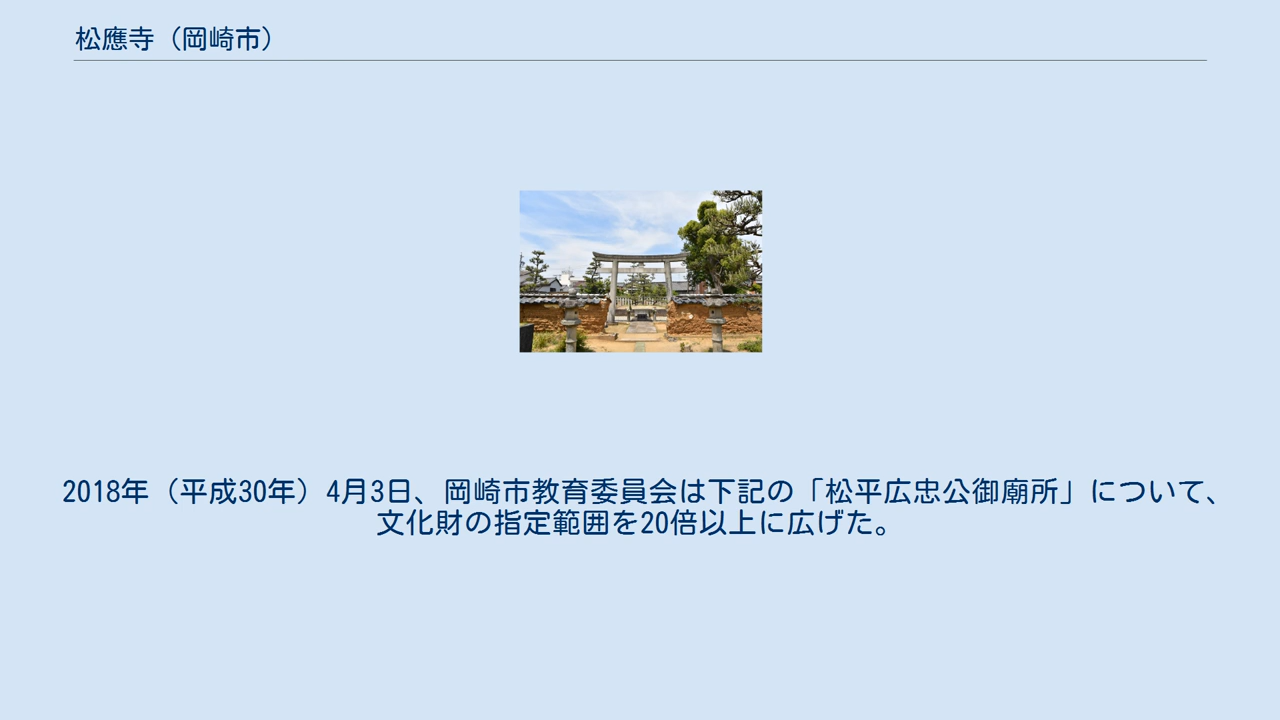 松應寺（岡崎市）
2018年（平成30年）4月3日、岡崎市教育委員会は下記の「松平広忠公御廟所」について、
文化財の指定範囲を20倍以上に広げた。